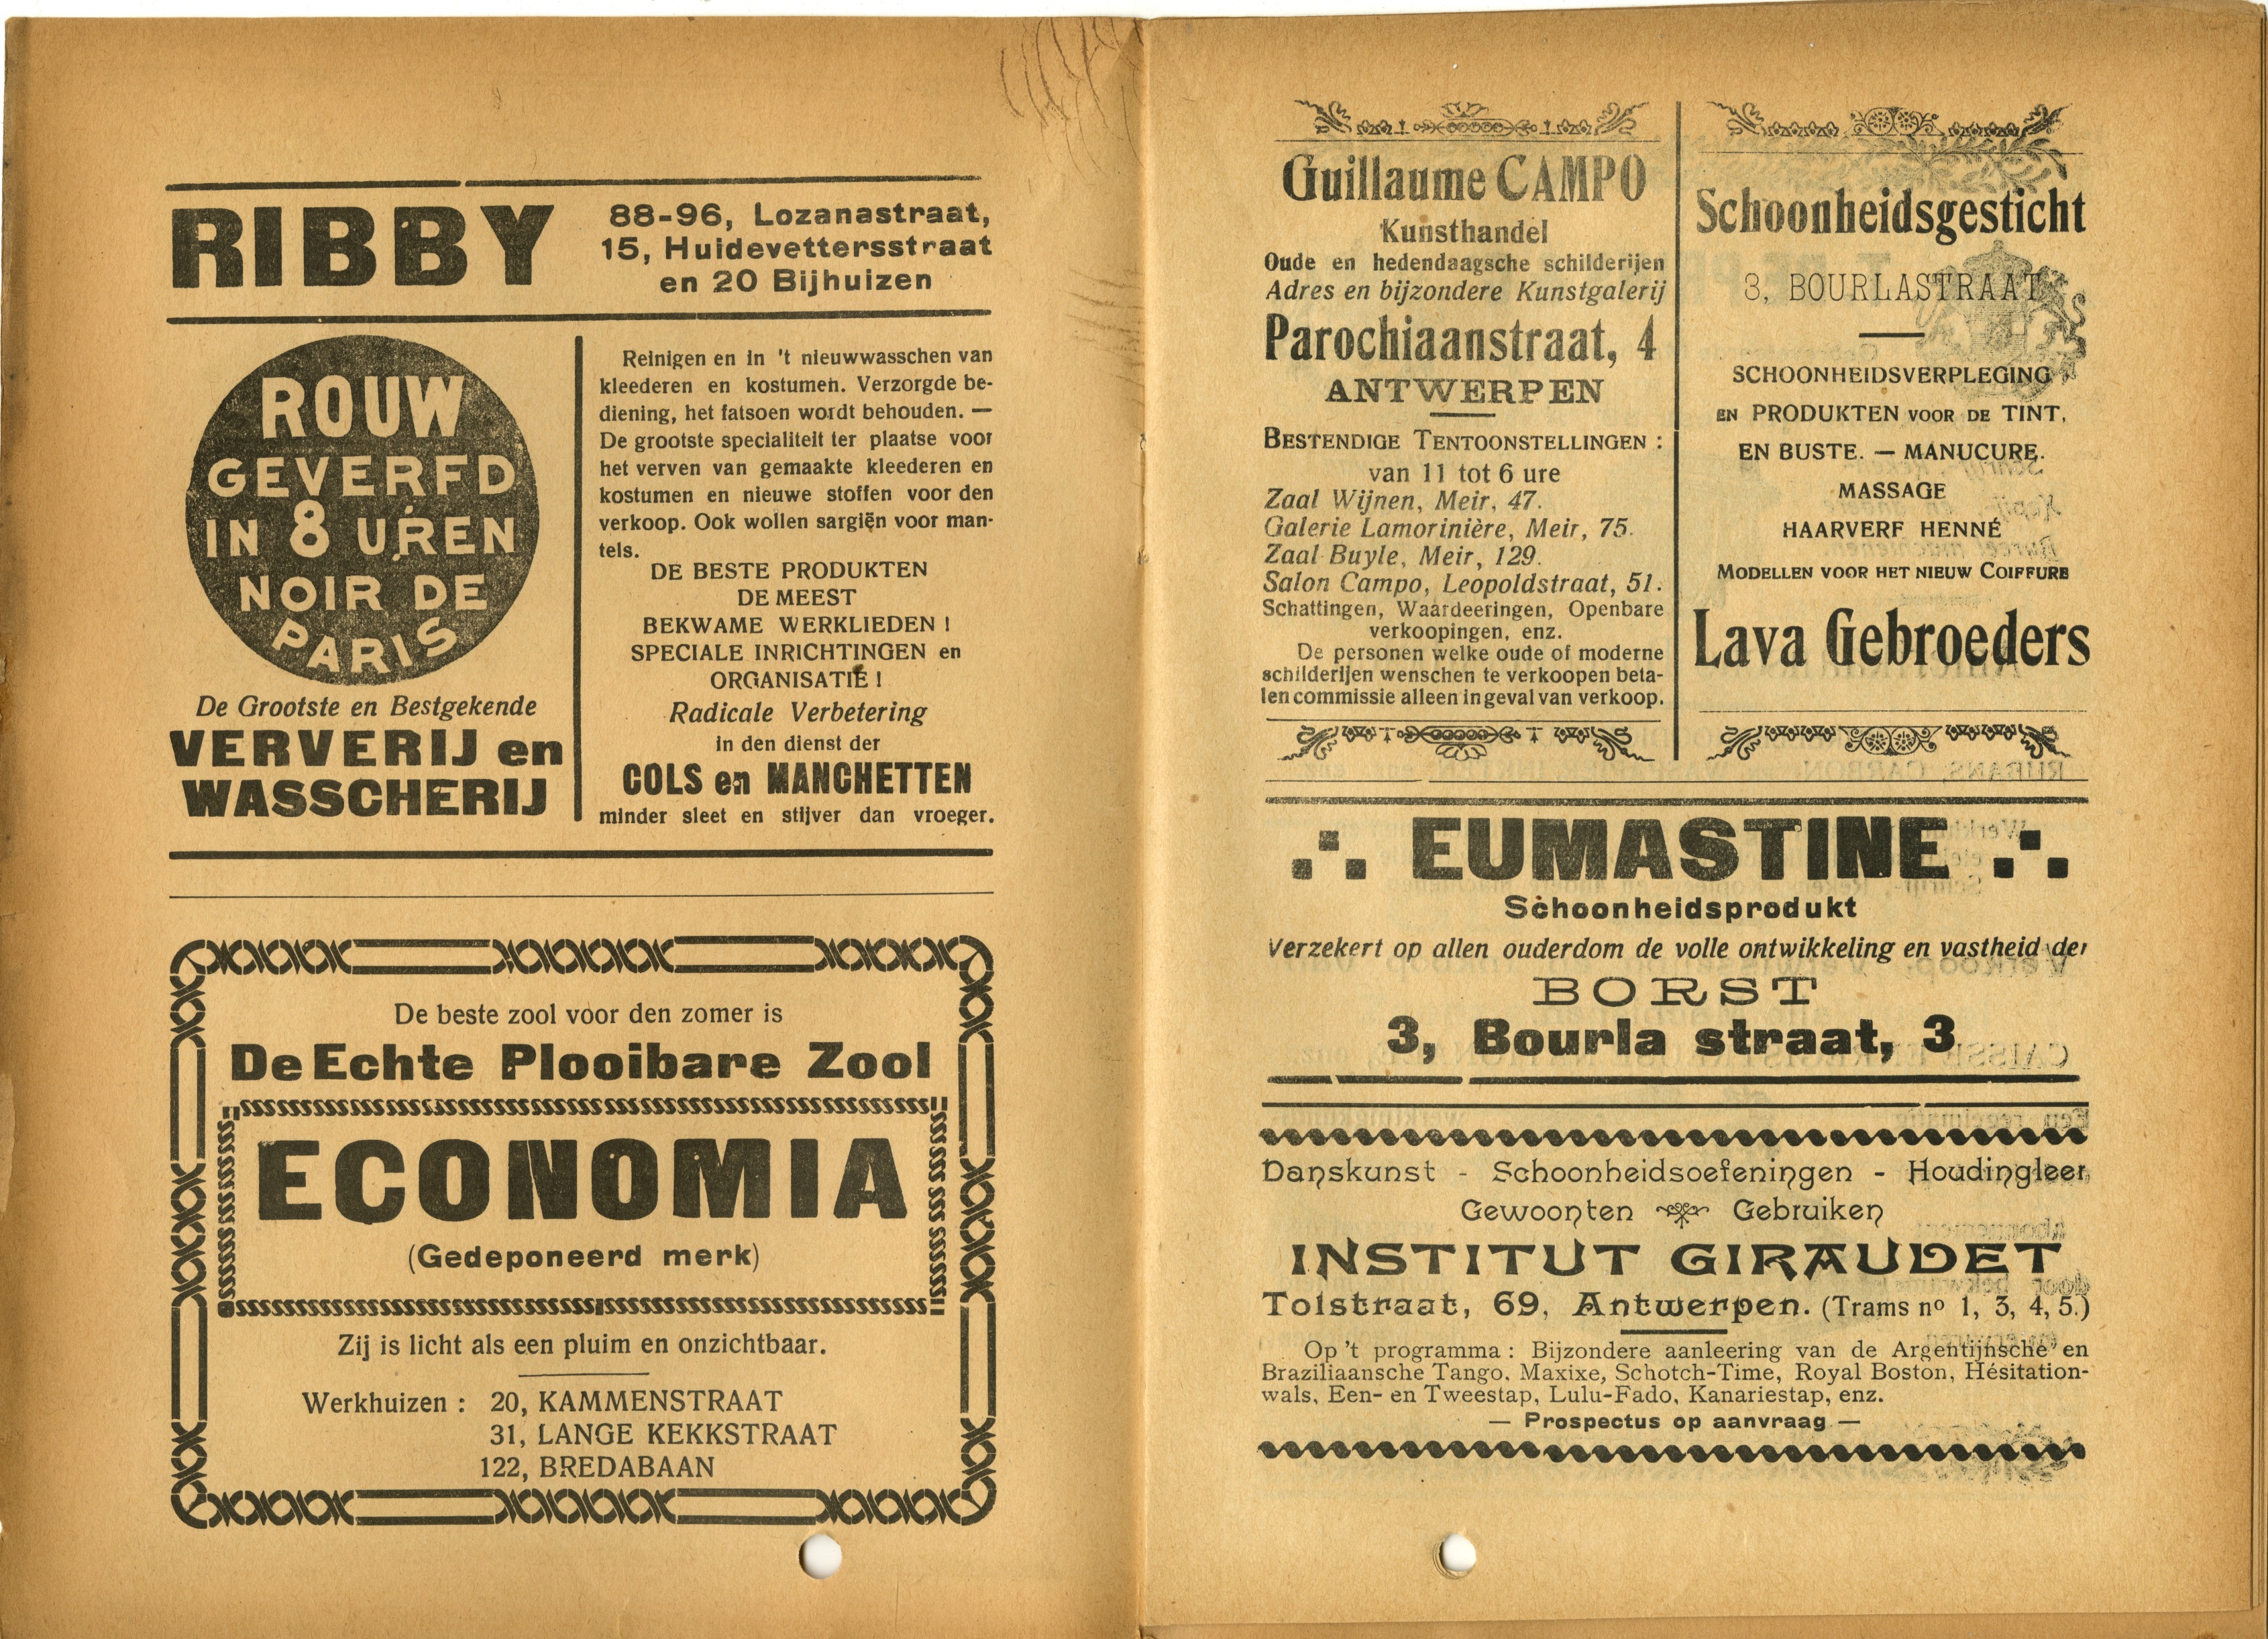 RIBBY
88-96, Lozanastraat,
15, Huidevettersstraat
en 20 Bijhuizen
ROUW
GEVERFD
IN 8 UREN
NOIR DE
PARIS
De Grootste en Bestgekende
VERVERIJ en
WASSCHERIJ
Reinigen en in 't nieuwwasschen van
kleederen en kostumen. Verzorgde be-
diening, het fatsoen wordt behouden. —
De grootste specialiteit ter plaatse voor
het verven van gemaakte kleederen en
kostumen en nieuwe stoffen voor den
verkoop. Ook wollen sargiën voor man-
tels.
DE BESTE PRODUKTEN
DE MEEST
BEKWAME WERKLIEDEN !
SPECIALE INRICHTINGEN en
ORGANISATIE !
Radicale Verbetering
in den dienst der
COLS en MANCHETTEN
minder sleet en stijver dan vroeger.
De beste zool voor den zomer is
De Echte Plooibare Zool
ECONOMIA
(Gedeponeerd merk)
Zij is licht als een pluim en onzichtbaar.
Werkhuizen : 20, KAMMENSTRAAT
31, LANGE KEKKSTRAAT
122, BREDABAAN
Guillaume CAMPO
Kunsthandel
Oude en hedendaagsche schilderijen
Adres en bijzondere Kunstgalerij
Parochiaanstraat, 4
ANTWERPEN
BESTENDIGE TENTOONSTELLINGEN :
van 11 tot 6 ure
Zaal Wijnen, Meir, 47.
Galerie Lamorinière, Meir, 75.
Zaal Buyle, Meir, 129.
Salon Campo, Leopoldstraat, 51.
Schattingen, Waardeeringen, Openbare
verkoopingen, enz.
De personen welke oude of moderne
schilderijen wenschen te verkoopen beta-
len commissie alleen in geval van verkoop.
Schoonheidsgesticht
3, BOURLASTRAAT
SCHOONHEIDSVERPLEGING
EN PRODUKTEN VOOR DE TINT,
EN BUSTE. — MANUCURE.
MASSAGE
HAARVERF HENNÉ
MODELLEN VOOR HET NIEUW COIFFURE
Lava Gebroeders
EUMASTINE
Schoonheidsprodukt
Verzekert op allen ouderdom de volle ontwikkeling en vastheid der
BORST
3, Bourla straat, 3
Danskunst - Schoonheidsoefeningen - Houdingleer
Gewoonten Gebruiken
INSTITUT GIRAUDET
Tolstraat, 69, Antwerpen. (Trams nº 1, 3, 4, 5.)
Op 't programma : Bijzondere aanleering van de Argentijnsche en
Braziliaansche Tango, Maxixe, Schotch-Time, Royal Boston, Hésitation-
wals, Een- en Tweestap, Lulu-Fado, Kanariestap, enz.
— Prospectus op aanvraag —